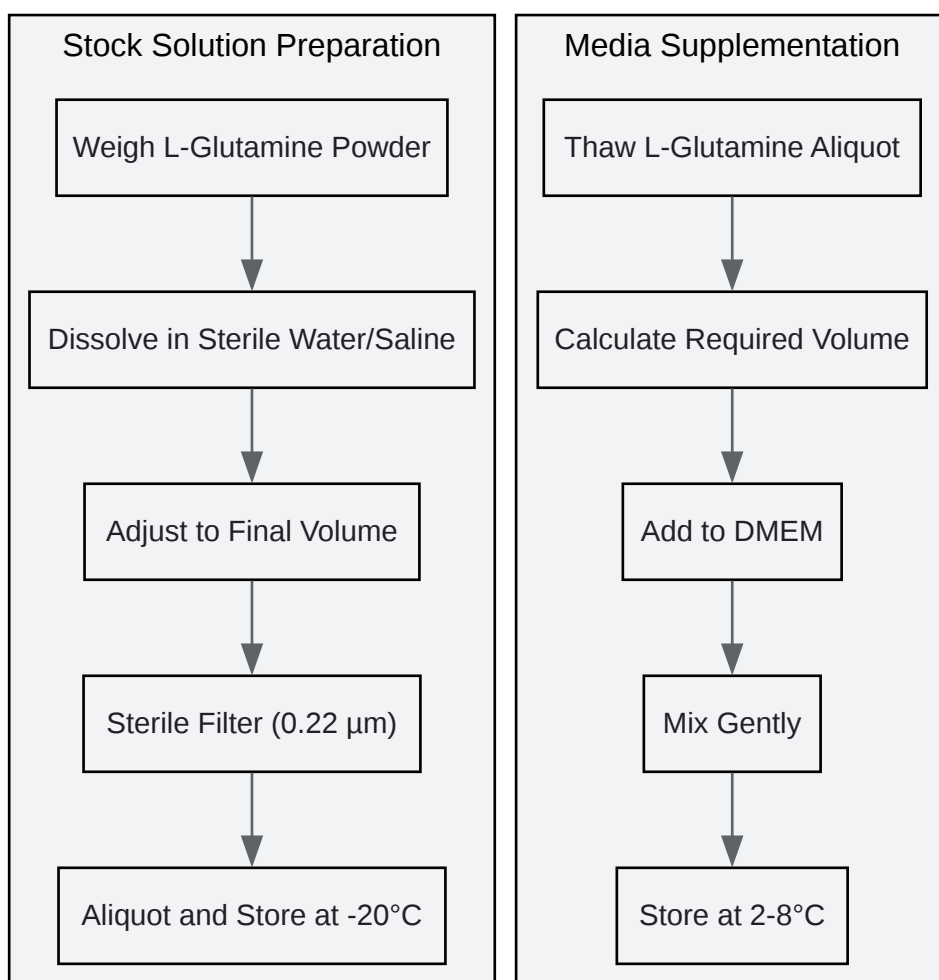 Stock Solution Preparation
Weigh L-Glutamine Powder
Dissolve in Sterile Water/Saline
Adjust to Final Volume
Sterile Filter (0.22 µm)
Aliquot and Store at -20°C
Media Supplementation
Thaw L-Glutamine Aliquot
Calculate Required Volume
Add to DMEM
Mix Gently
Store at 2-8°C